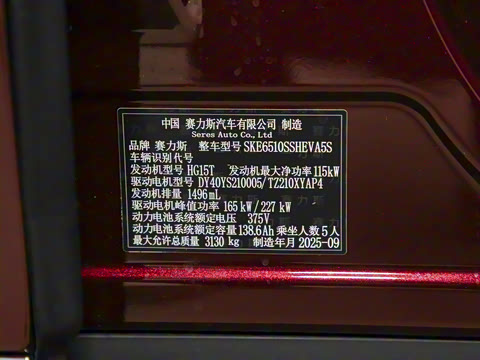 中国 赛力斯汽车有限公司 制造
Seres Auto Co., Ltd
品牌 赛力斯 整车型号 SKE6510SSHEVA5S
车辆识别代号
发动机型号 HG15T 发动机最大净功率 115kW
驱动电机型号 DY40YS210005/TZ210XYAP4
发动机排量 1496mL
驱动电机峰值功率 165 kW/227 kW
动力电池系统额定电压 375V
动力电池系统额定容量 138.6Ah 乘坐人数 5人
最大允许总质量 3130 kg 制造年月 2025-09